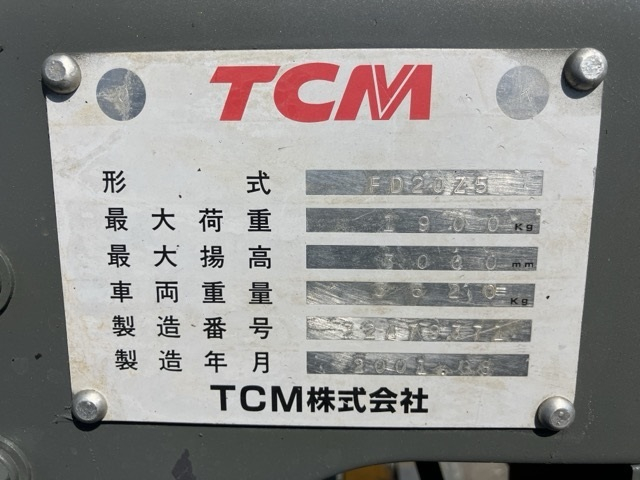 TCM
形 式 FD20Z5
最大荷重 1900 Kg
最大揚高 3000 mm
車両重量 Kg
製造番号
製造年月
TCM株式会社